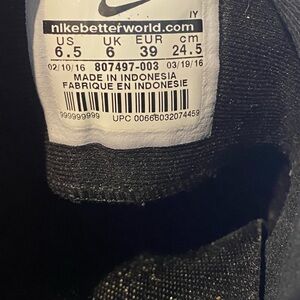 IY
nikebetterworld.com
US UK EUR cm
6.5 6 39 24.5
02/10/16 807497-003 03/19/16
MADE IN INDONESIA
FABRIQUE EN INDONESIE
999999999 UPC 00666032074459